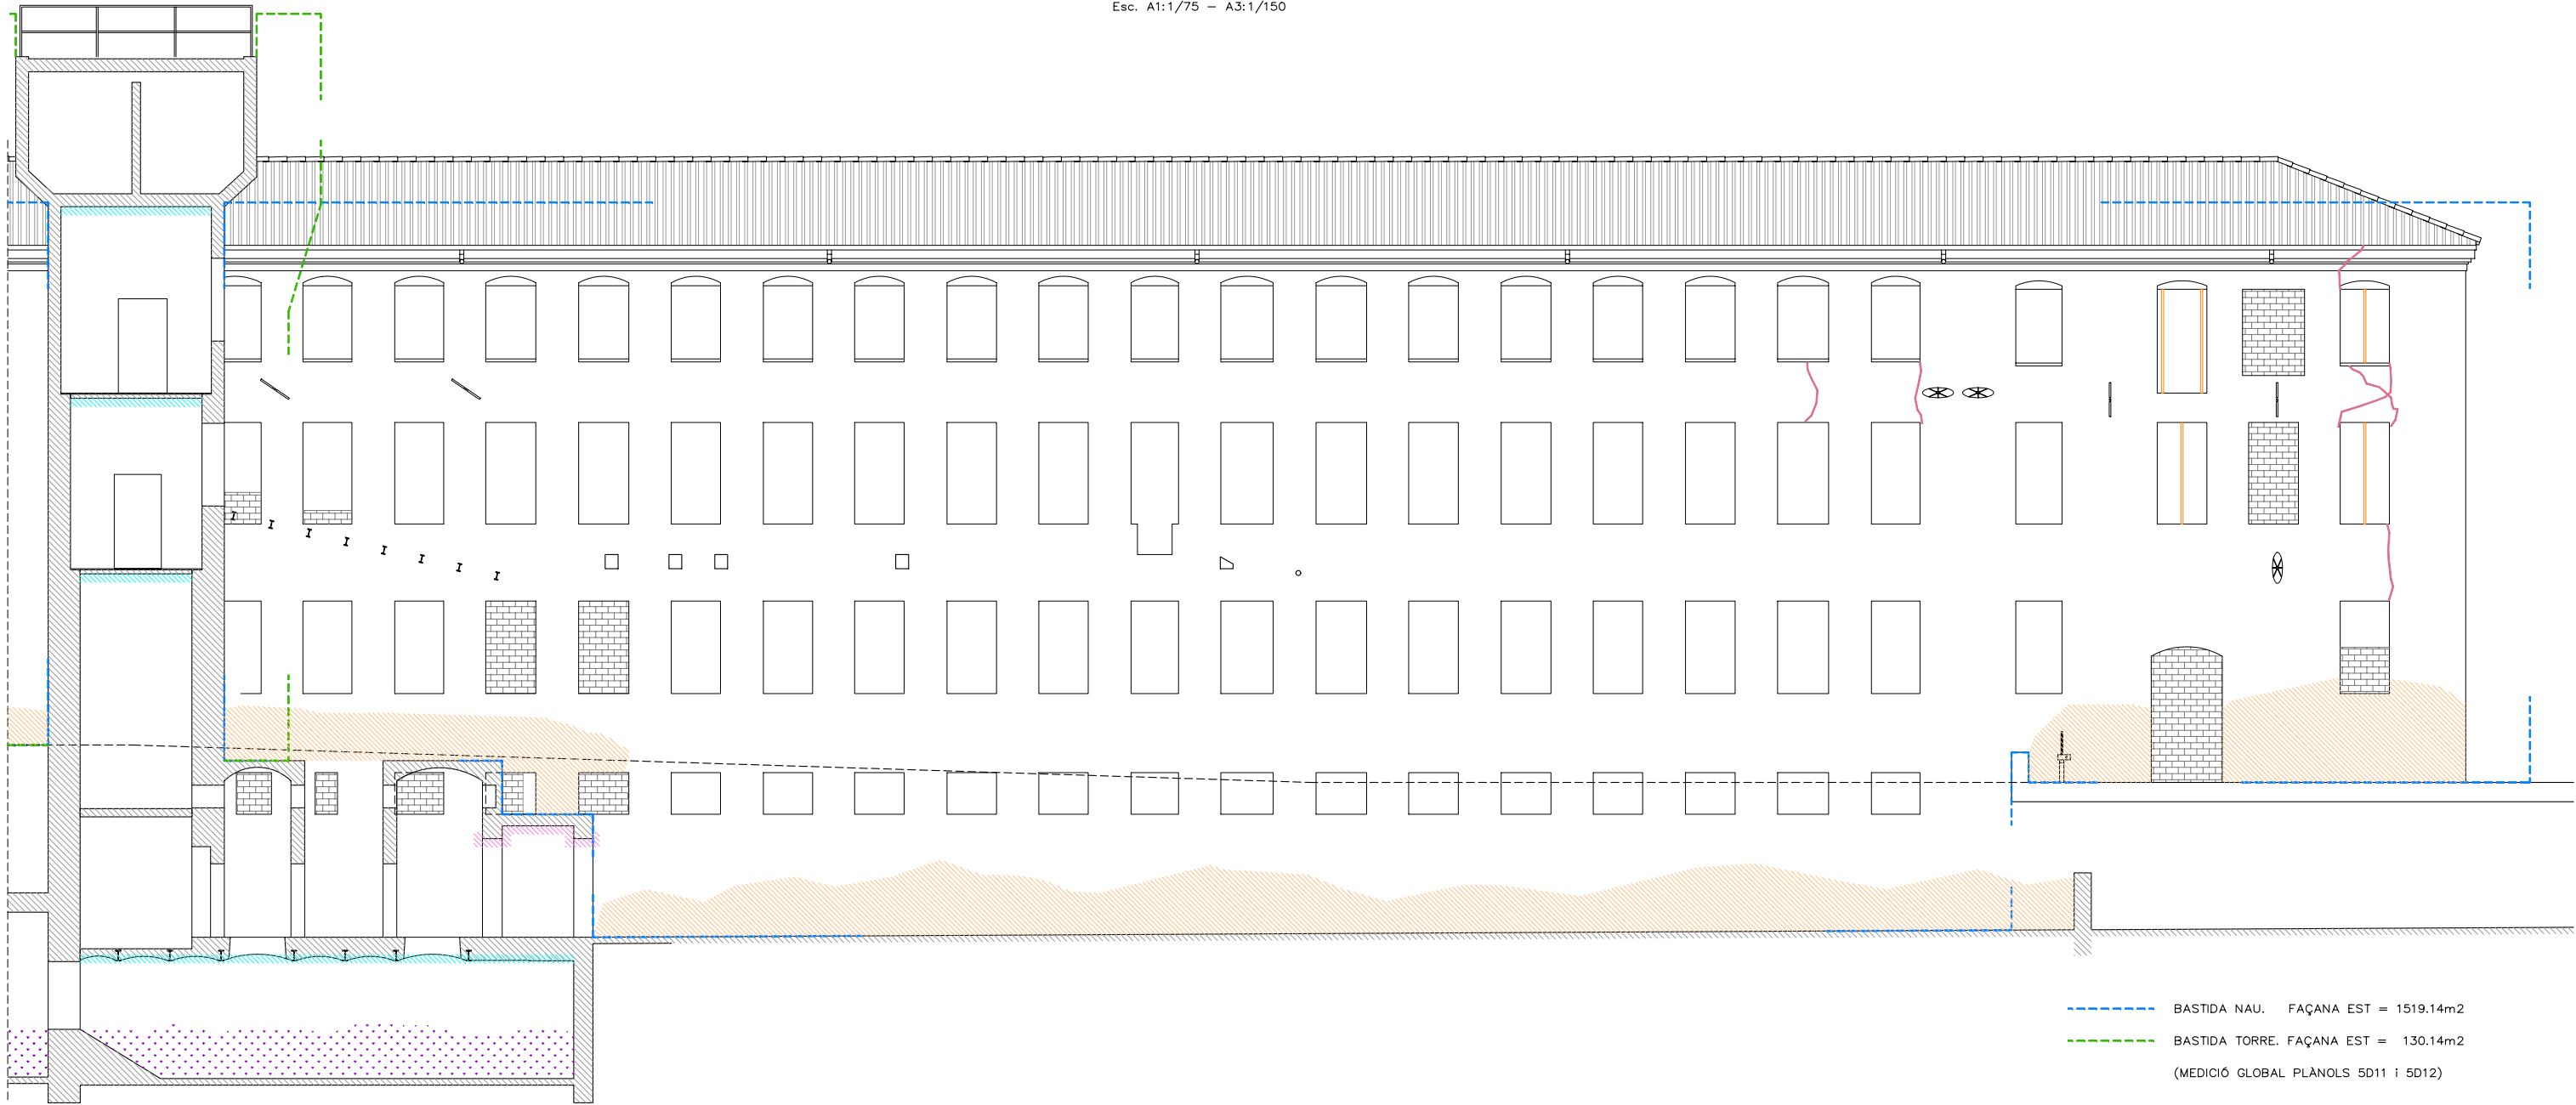 Esc. A1:1/75 – A3:1/150
BASTIDA NAU. FAÇANA EST = 1519.14m2
BASTIDA TORRE. FAÇANA EST = 130.14m2
(MEDICIÓ GLOBAL PLÀNOLS 5D11 i 5D12)